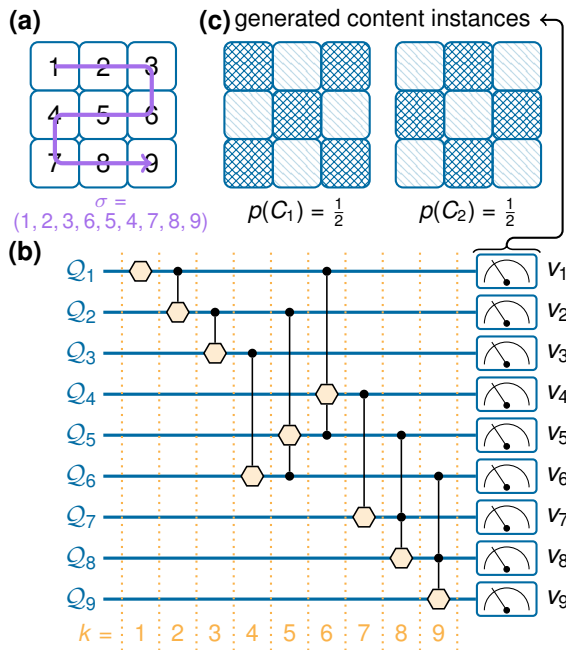 (a)
1 2 3
4 5 6
7 8 9
σ =
(1, 2, 3, 6, 5, 4, 7, 8, 9)
(c) generated content instances
p(C₁) = ½ p(C₂) = ½
(b)
𝒬₁ v₁
𝒬₂ v₂
𝒬₃ v₃
𝒬₄ v₄
𝒬₅ v₅
𝒬₆ v₆
𝒬₇ v₇
𝒬₈ v₈
𝒬₉ v₉
k = 1 2 3 4 5 6 7 8 9